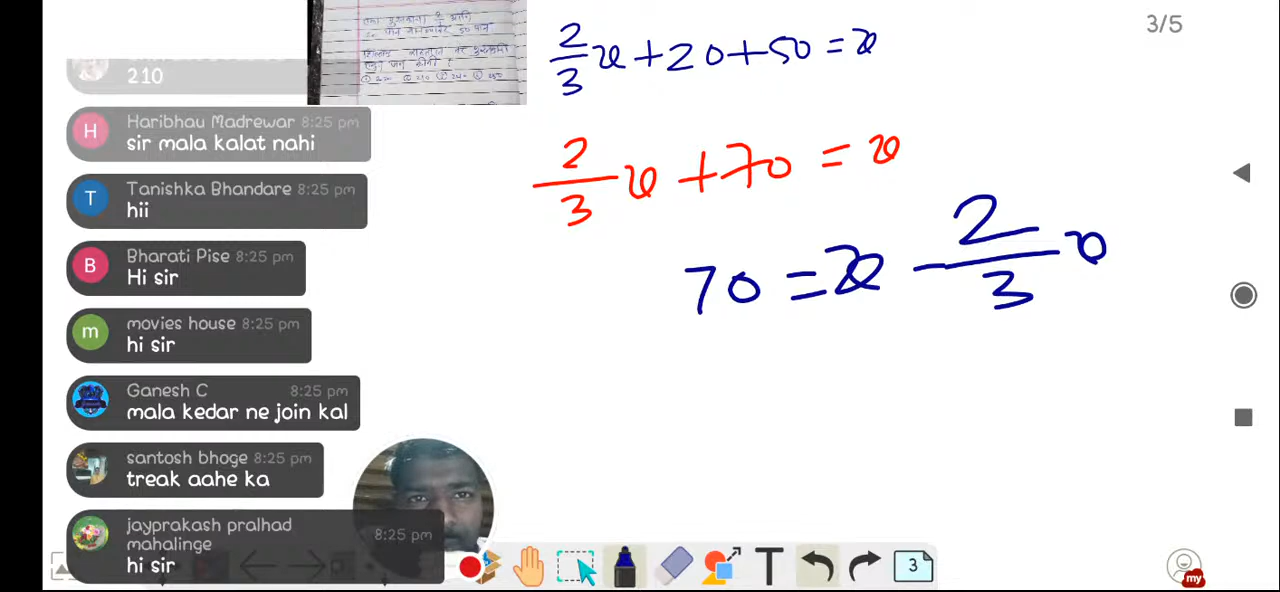 210
Haribhau Madrewar 8:25 pm
sir mala kalat nahi
Tanishka Bhandare 8:25 pm
hii
Bharati Pise 8:25 pm
Hi sir
movies house 8:25 pm
hi sir
Ganesh C 8:25 pm
mala kedar ne join kal
santosh bhoge 8:25 pm
treak aahe ka
jayprakash pralhad
mahalinge 8:25 pm
hi sir
2/3 x + 20 + 50 = x
2/3 x + 70 = x
70 = x - 2/3 x
3/5
T
3
my